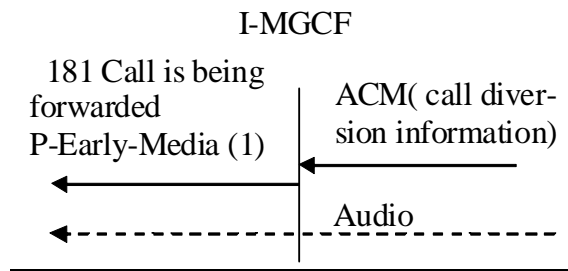 I-MGCF
181 Call is being
forwarded
P-Early-Media (1)
ACM( call diver-
sion information)
Audio